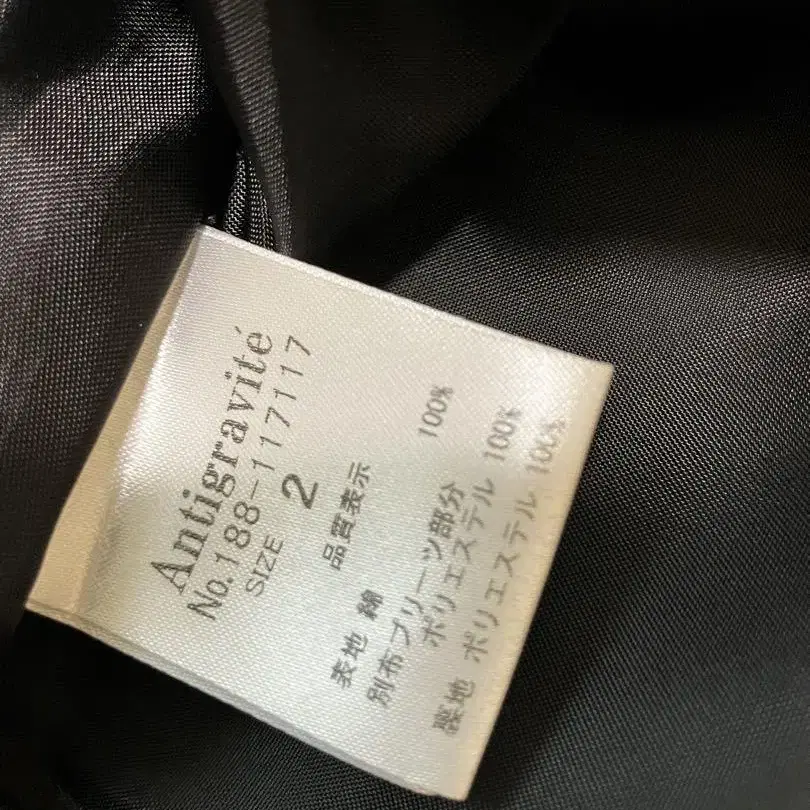 Antigravité
No.188-117117
SIZE 2
品質表示
表地 綿 100%
別布プリーツ部分
ポリエステル 100%
裏地 ポリエステル 100%